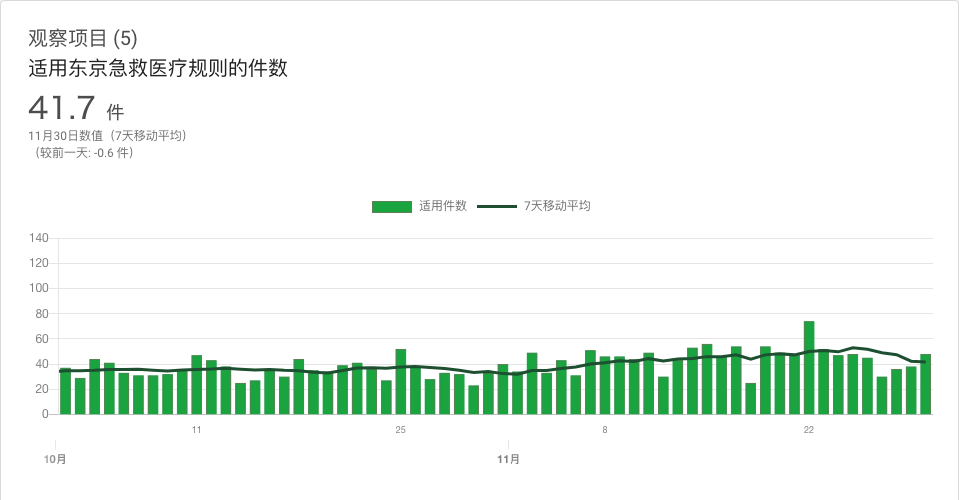 观察项目 (5)
适用东京急救医疗规则的件数
41.7 件
11月30日数值（7天移动平均）
（较前一天: -0.6 件）
适用件数 7天移动平均
140
120
100
80
60
40
20
0
11 25 8 22
10月 11月